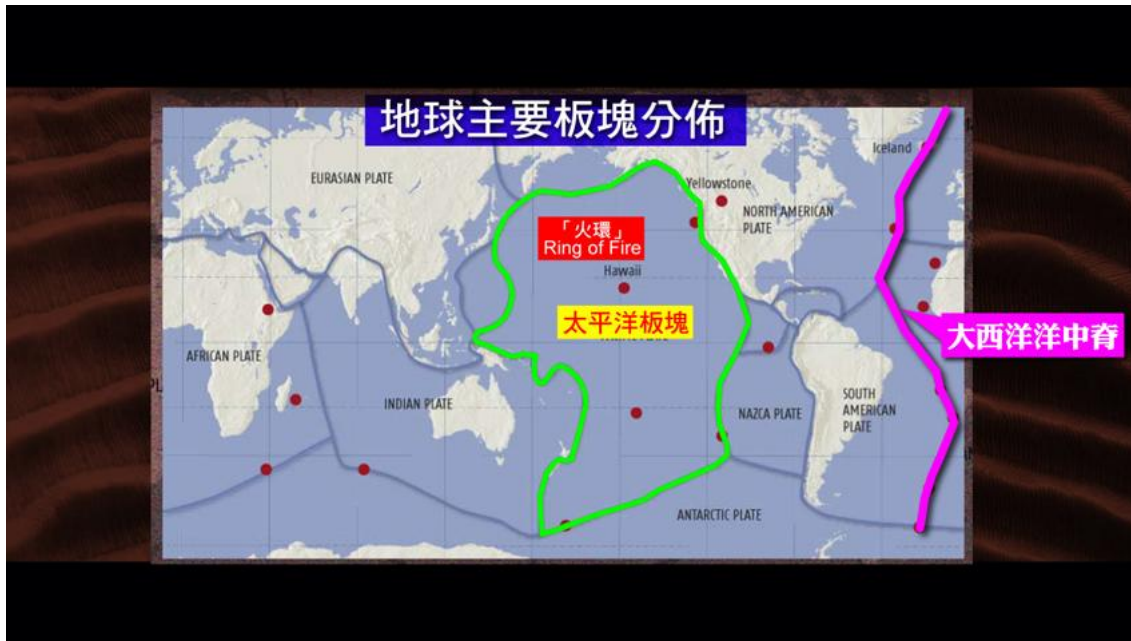 地球主要板塊分佈
Iceland
EURASIAN PLATE
Yellowstone
NORTH AMERICAN
PLATE
「火環」
Ring of Fire
Hawaii
太平洋板塊
大西洋洋中脊
AFRICAN PLATE
INDIAN PLATE
NAZCA PLATE
SOUTH
AMERICAN
PLATE
ANTARCTIC PLATE